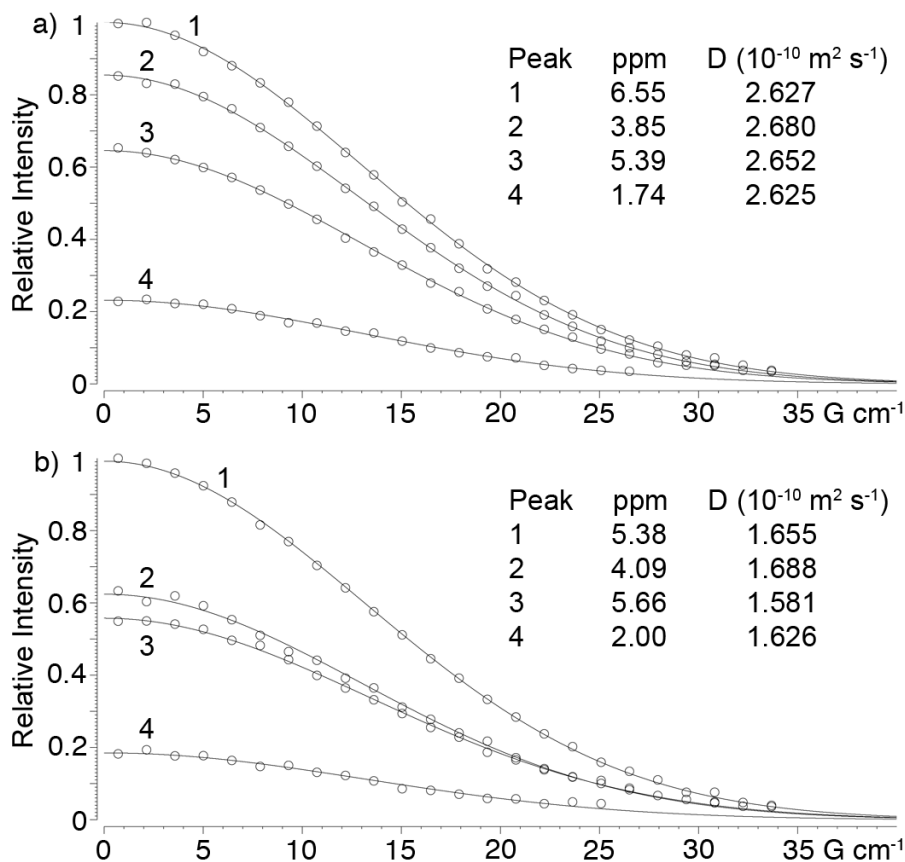 a)
Relative Intensity
1
0.8
0.6
0.4
0.2
0
1
2
3
4
Peak ppm D (10⁻¹⁰ m² s⁻¹)
1 6.55 2.627
2 3.85 2.680
3 5.39 2.652
4 1.74 2.625
0 5 10 15 20 25 30 35 G cm⁻¹
b)
Relative Intensity
1
0.8
0.6
0.4
0.2
0
1
2
3
4
Peak ppm D (10⁻¹⁰ m² s⁻¹)
1 5.38 1.655
2 4.09 1.688
3 5.66 1.581
4 2.00 1.626
0 5 10 15 20 25 30 35 G cm⁻¹